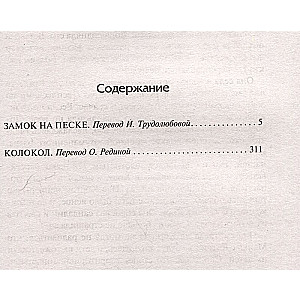 Содержание
ЗАМОК НА ПЕСКЕ. Перевод И. Трудолюбовой. . . . . . . . . . . . . . . 5
КОЛОКОЛ. Перевод О. Рединой . . . . . . . . . . . . . . . . . . . . . . . . 311